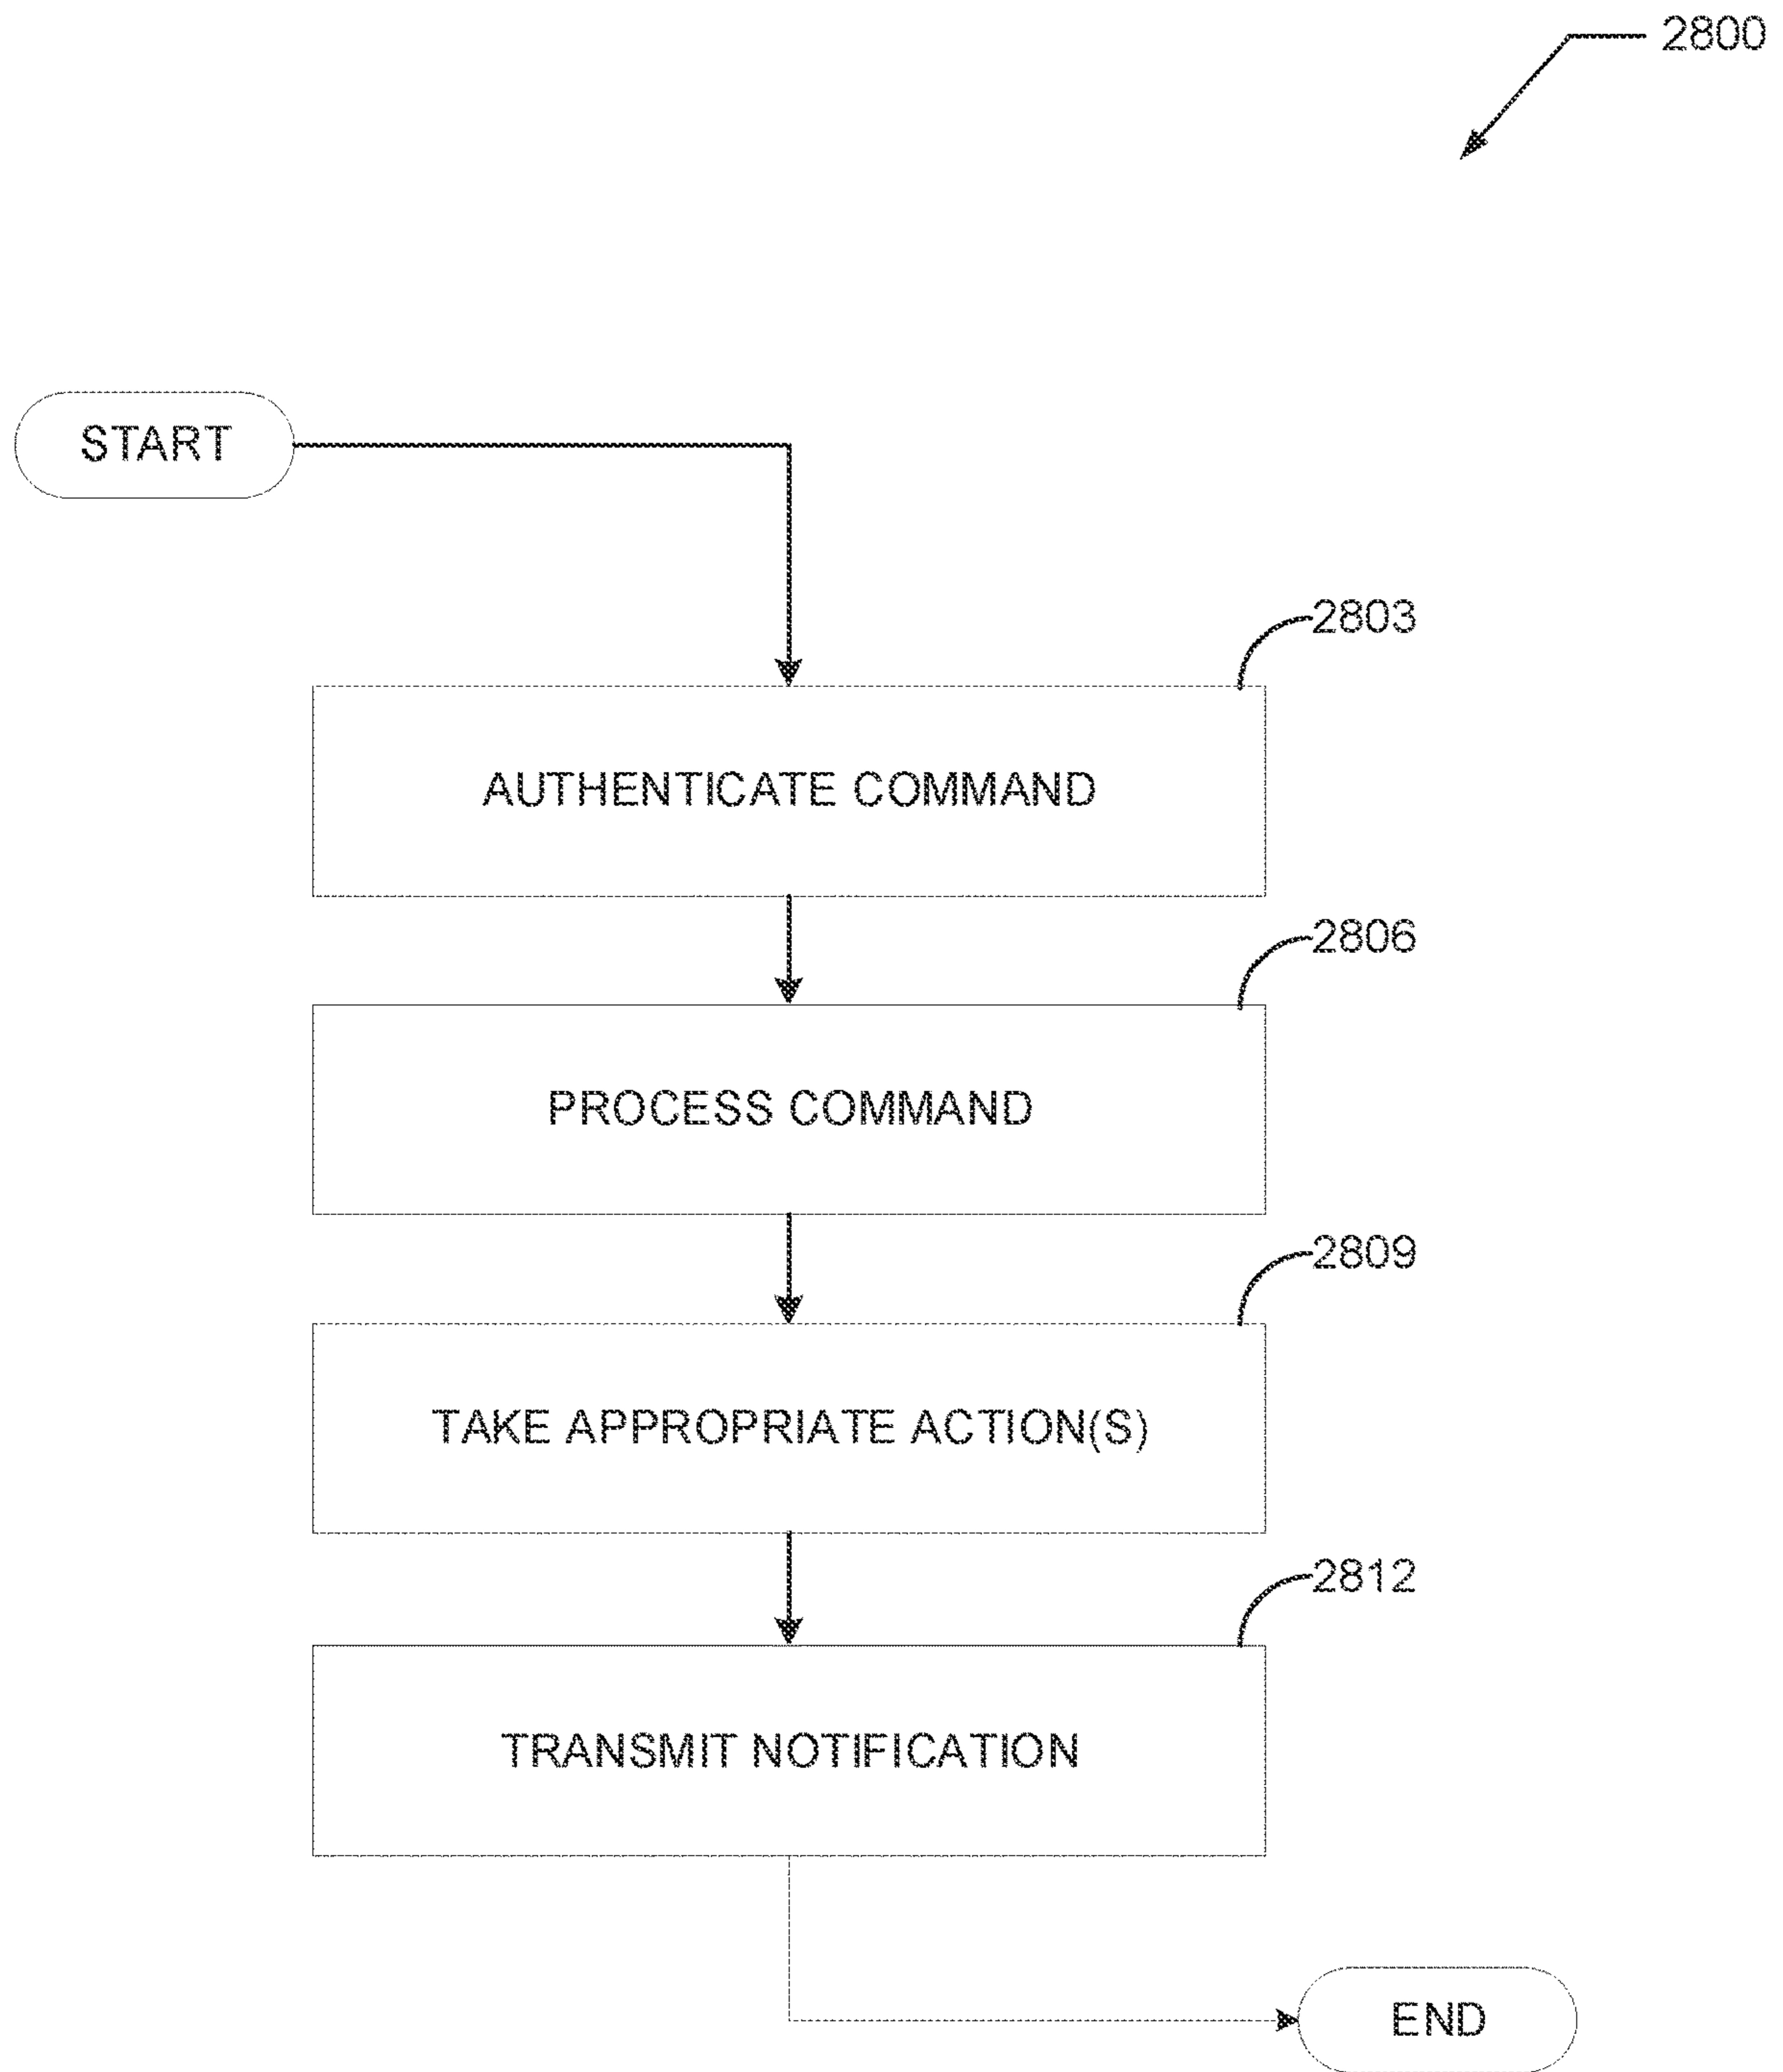 2800
START
2803
AUTHENTICATE COMMAND
2806
PROCESS COMMAND
2809
TAKE APPROPRIATE ACTION(S)
2812
TRANSMIT NOTIFICATION
END